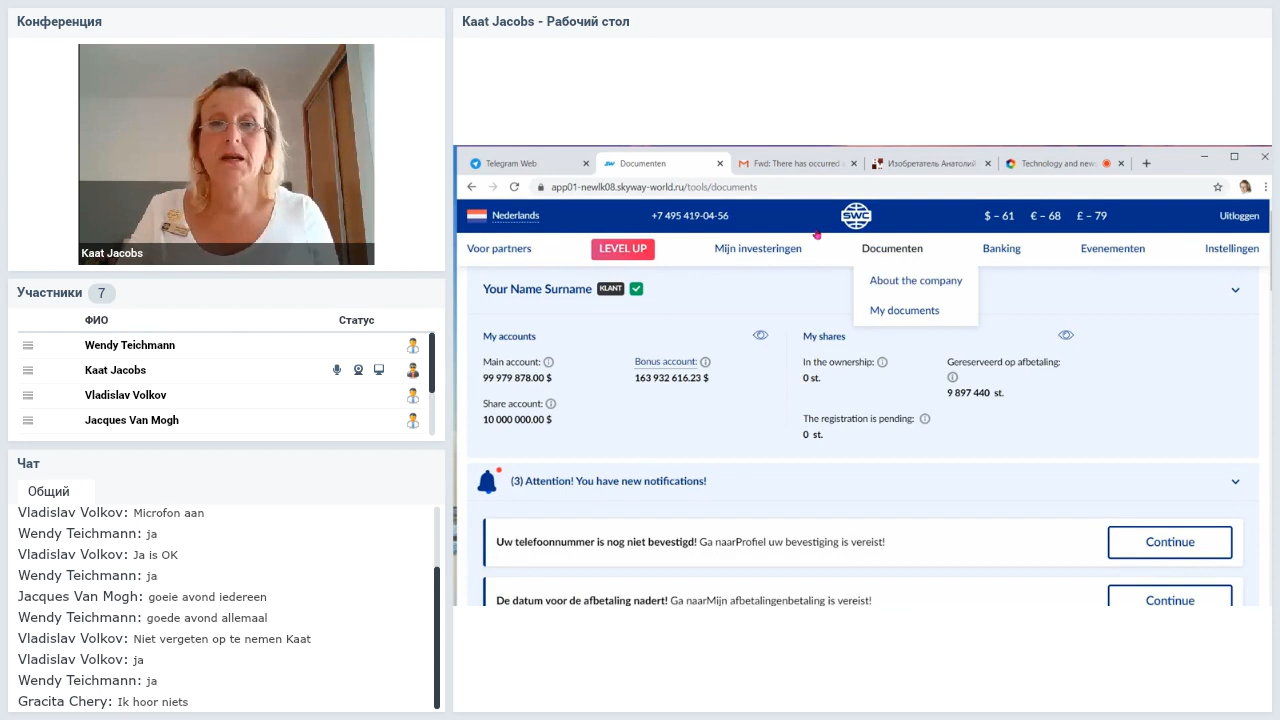 Конференция
Kaat Jacobs
Участники 7
ФИО Статус
Wendy Teichmann
Kaat Jacobs
Vladislav Volkov
Jacques Van Mogh
Чат
Общий
Vladislav Volkov: Microfon aan
Wendy Teichmann: ja
Vladislav Volkov: Ja is OK
Wendy Teichmann: ja
Jacques Van Mogh: goeie avond iedereen
Wendy Teichmann: goede avond allemaal
Vladislav Volkov: Niet vergeten op te nemen Kaat
Vladislav Volkov: ja
Wendy Teichmann: ja
Gracita Chery: Ik hoor niets
Kaat Jacobs - Рабочий стол
Telegram Web Documenten Fwd: There has occurred Изобретатель Анатолий Technology and new
app01-newlk08.skyway-world.ru/tools/documents
Nederlands +7 495 419-04-56 SWC $ – 61 € – 68 £ – 79 Uitloggen
Voor partners LEVEL UP Mijn investeringen Documenten Banking Evenementen Instellingen
About the company
My documents
Your Name Surname KLANT
My accounts
Main account:
99 979 878.00 $
Bonus account:
163 932 616.23 $
Share account:
10 000 000.00 $
My shares
In the ownership:
0 st.
Gereserveerd op afbetaling:
9 897 440 st.
The registration is pending:
0 st.
(3) Attention! You have new notifications!
Uw telefoonnummer is nog niet bevestigd! Ga naarProfiel uw bevestiging is vereist! Continue
De datum voor de afbetaling nadert! Ga naarMijn afbetalingenbetaling is vereist! Continue